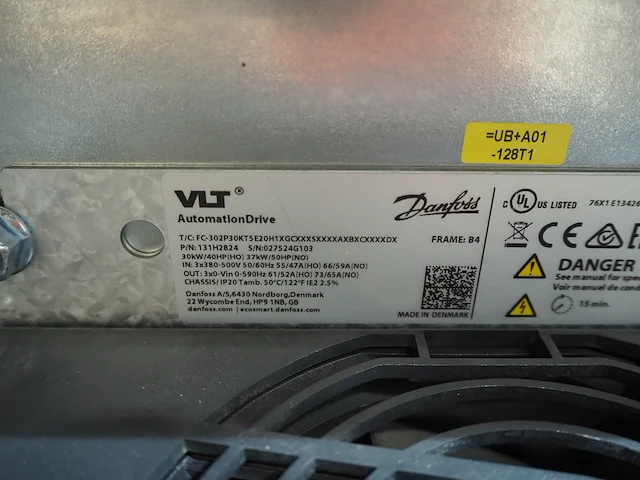 =UB+A01
-128T1
VLT®
AutomationDrive
Danfoss
T/C: FC-302P30KT5E20H1XGCXXXSXXXXAXBXCXXXXDX
P/N: 131H2824 S/N:027524G103
FRAME: B4
30kW/40HP(HO) 37kW/50HP(NO)
IN: 3x380-500V 50/60Hz 55/47A(HO) 66/59A(NO)
OUT: 3x0-Vin 0-590Hz 61/52A(HO) 73/65A(NO)
CHASSIS/ IP20 Tamb. 50°C/122°F IE2 2.5%
Danfoss A/S,6430 Nordborg,Denmark
22 Wycombe End, HP9 1NB, GB
danfoss.com | ecosmart.danfoss.com
MADE IN DENMARK
c UL US LISTED 76X1 E13426
CE
DANGER
See manual for spec
Voir manuel de condi
15 min.